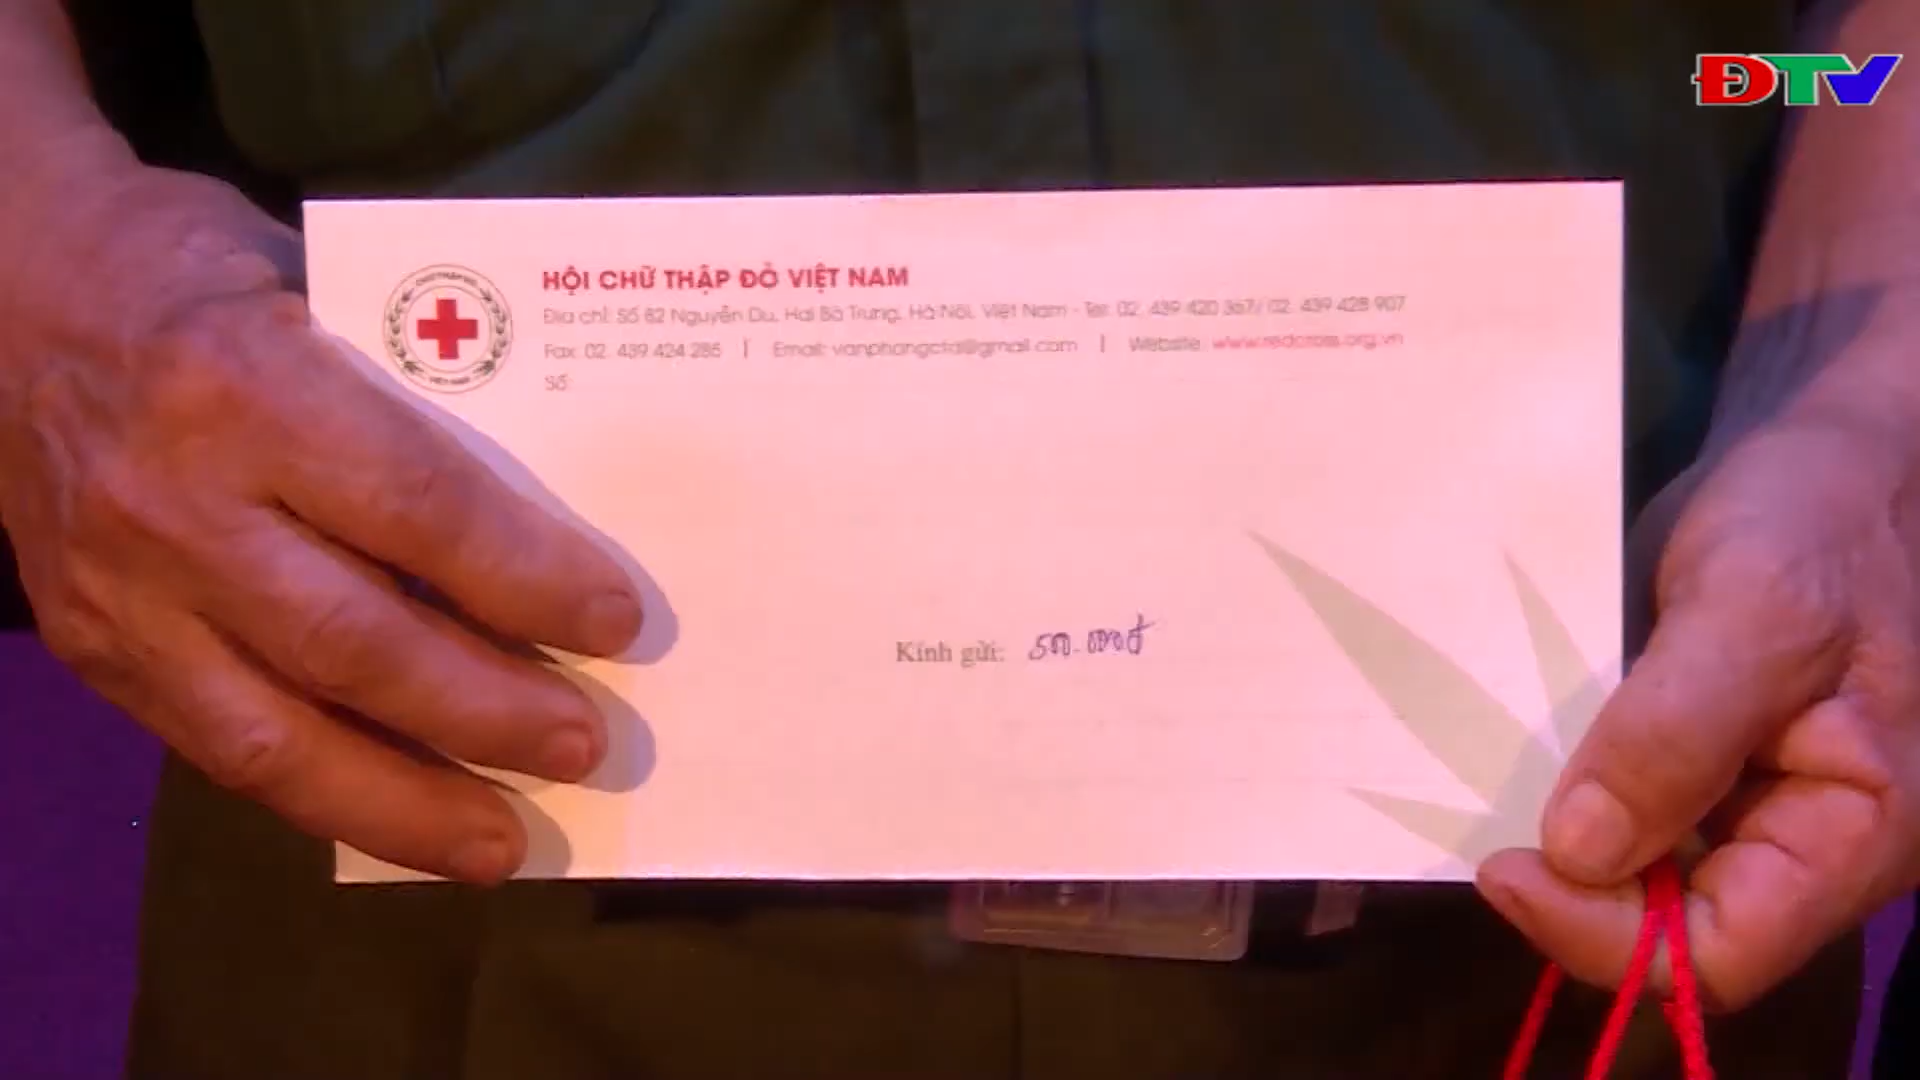 ĐTV
HỘI CHỮ THẬP ĐỎ VIỆT NAM
Địa chỉ: Số 82 Nguyễn Du, Hai Bà Trưng, Hà Nội, Việt Nam - Tel: 02. 439 420 367/ 02. 439 428 907
Fax: 02. 439 424 285 | Email: vanphongctd@gmail.com | Website: www.redcross.org.vn
Số:
Kính gửi:
VIỆT NAM